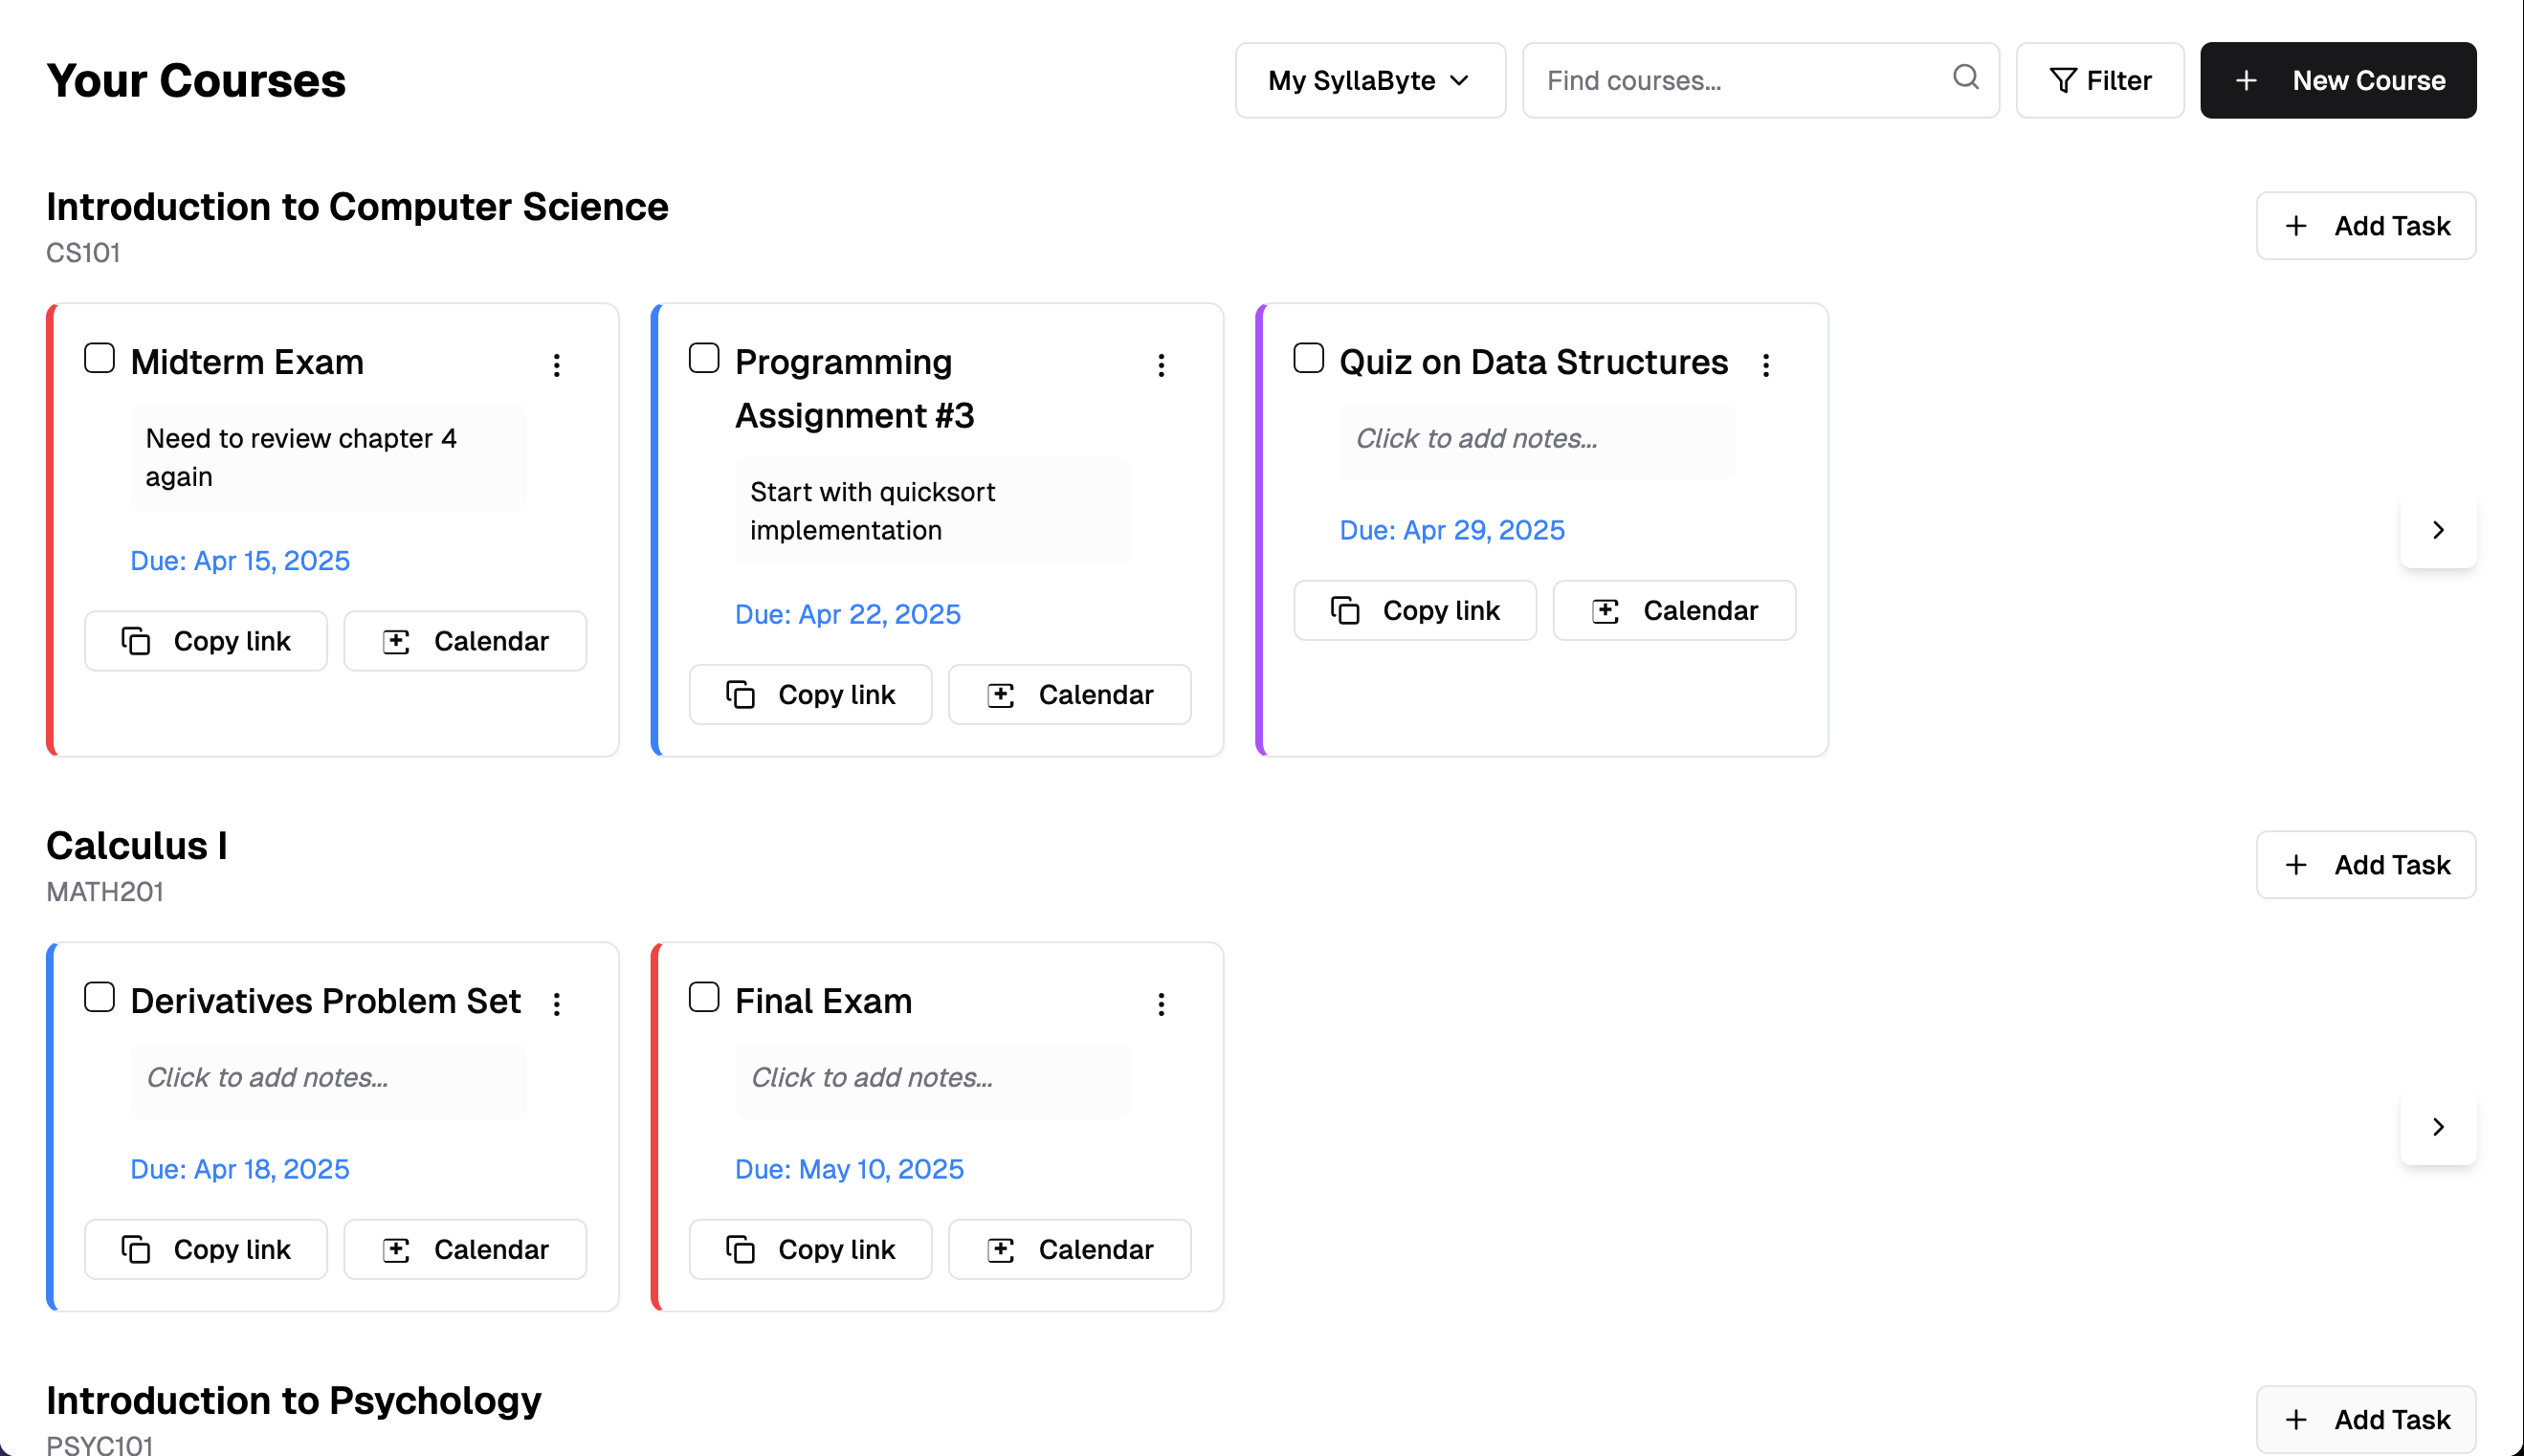 Your Courses
My SyllaByte
Find courses...
Filter
+ New Course
Introduction to Computer Science
CS101
+ Add Task
Midterm Exam
Need to review chapter 4
again
Due: Apr 15, 2025
Copy link
Calendar
Programming
Assignment #3
Start with quicksort
implementation
Due: Apr 22, 2025
Copy link
Calendar
Quiz on Data Structures
Click to add notes...
Due: Apr 29, 2025
Copy link
Calendar
Calculus I
MATH201
+ Add Task
Derivatives Problem Set
Click to add notes...
Due: Apr 18, 2025
Copy link
Calendar
Final Exam
Click to add notes...
Due: May 10, 2025
Copy link
Calendar
Introduction to Psychology
PSYC101
+ Add Task